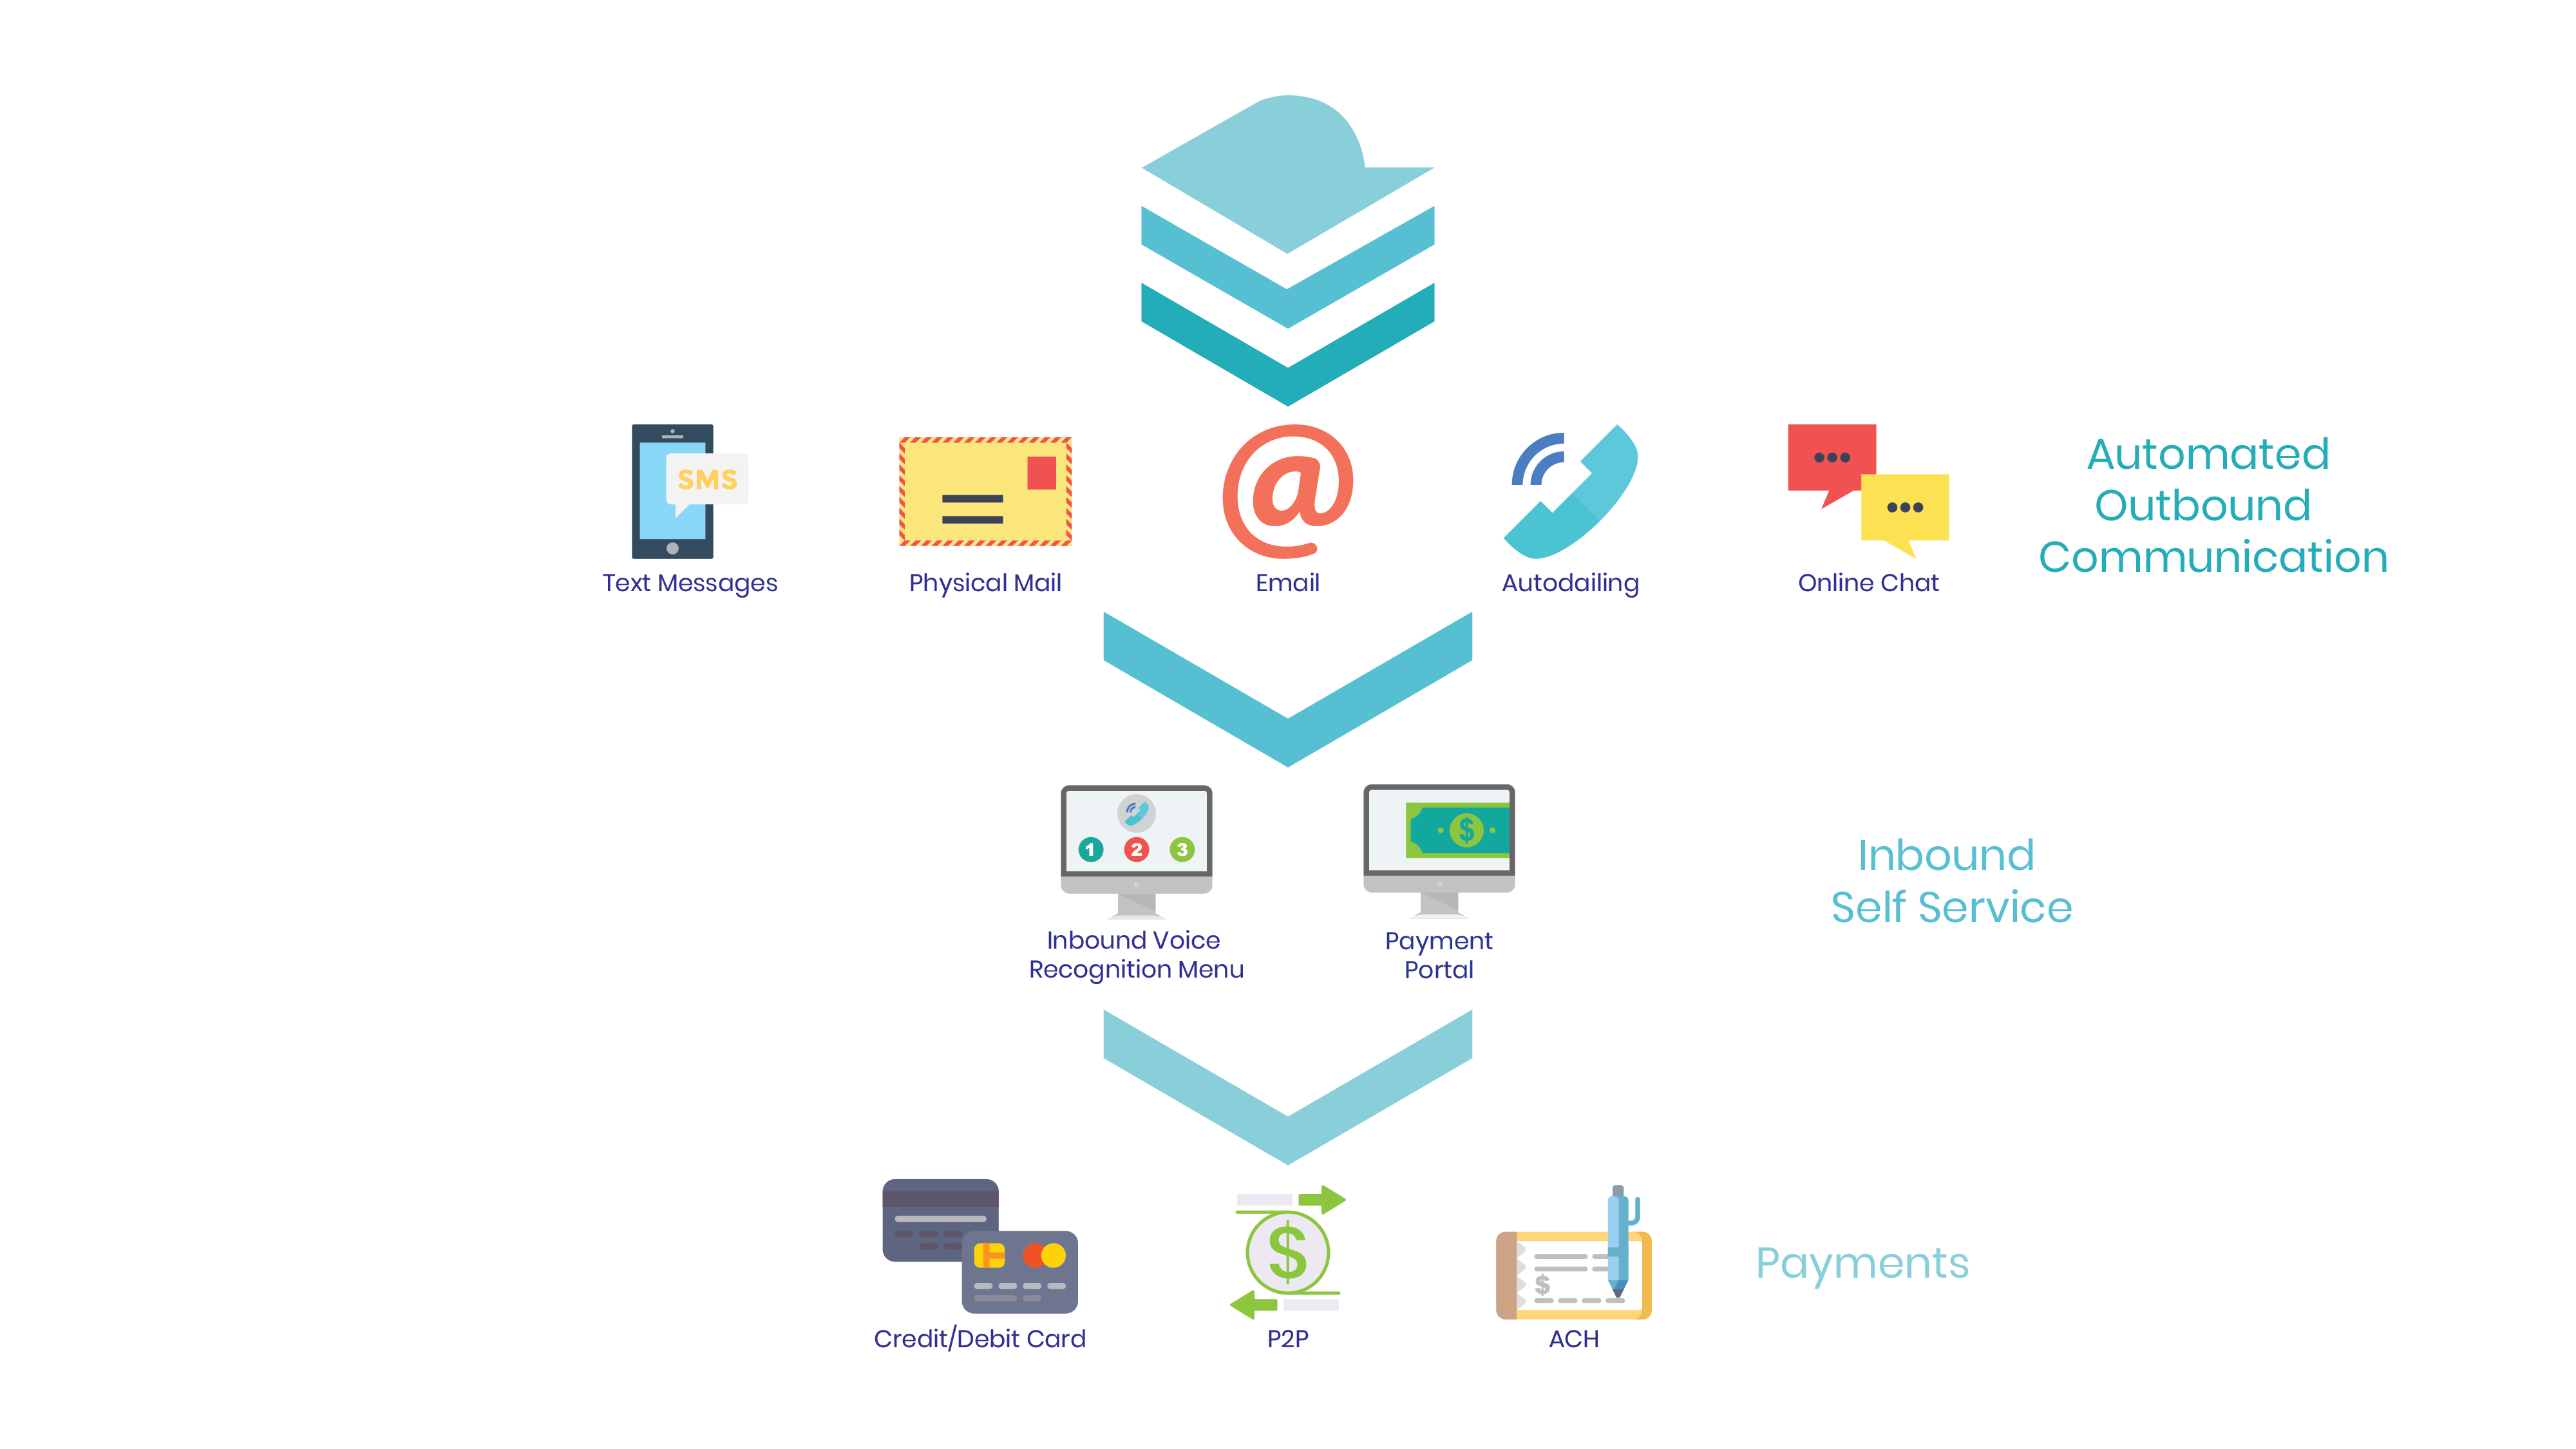 SMS
@
Text Messages
Physical Mail
Email
Autodailing
Online Chat
Automated
Outbound
Communication
1 2 3
$
Inbound Voice
Recognition Menu
Payment
Portal
Inbound
Self Service
$
$
Credit/Debit Card
P2P
ACH
Payments